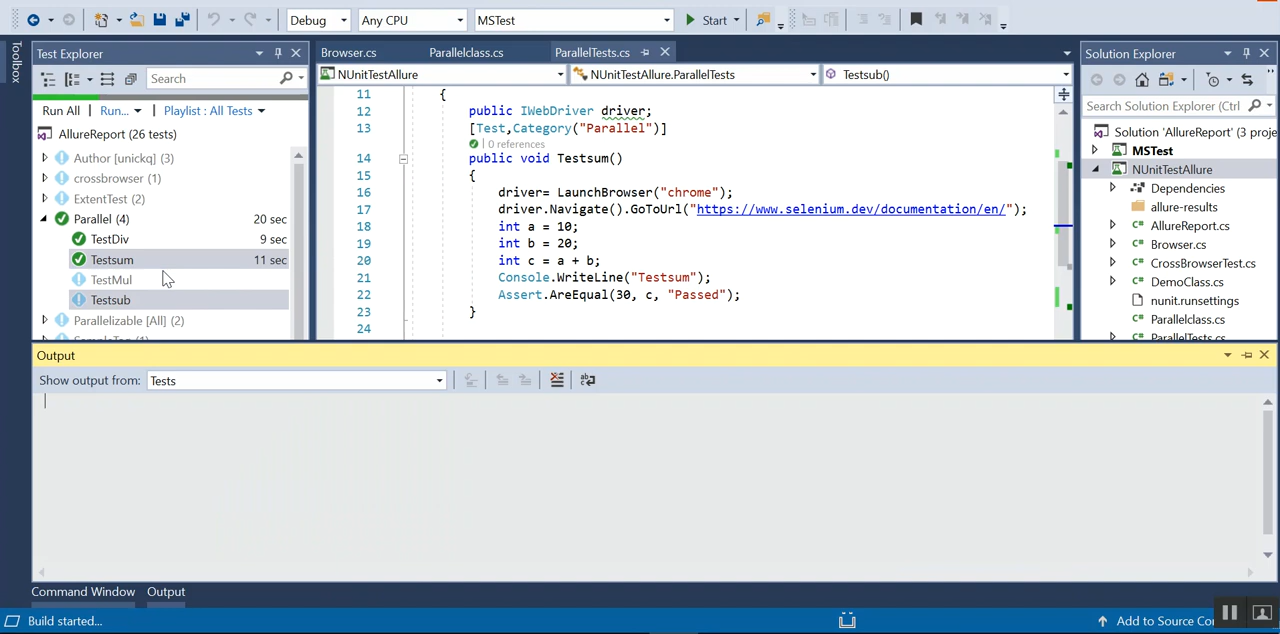 Debug
Any CPU
MSTest
Start
Toolbox
Test Explorer
Search
Run All | Run... | Playlist : All Tests
AllureReport (26 tests)
Author [unickq] (3)
crossbrowser (1)
ExtentTest (2)
Parallel (4) 20 sec
TestDiv 9 sec
Testsum 11 sec
TestMul
Testsub
Parallelizable [All] (2)
Browser.cs Parallelclass.cs ParallelTests.cs
NUnitTestAllure NUnitTestAllure.ParallelTests Testsub()
11 {
12 public IWebDriver driver;
13 [Test,Category("Parallel")]
| 0 references
14 public void Testsum()
15 {
16 driver= LaunchBrowser("chrome");
17 driver.Navigate().GoToUrl("https://www.selenium.dev/documentation/en/");
18 int a = 10;
19 int b = 20;
20 int c = a + b;
21 Console.WriteLine("Testsum");
22 Assert.AreEqual(30, c, "Passed");
23 }
24
Solution Explorer
Search Solution Explorer (Ctrl
Solution 'AllureReport' (3 proje
MSTest
NUnitTestAllure
Dependencies
allure-results
AllureReport.cs
Browser.cs
CrossBrowserTest.cs
DemoClass.cs
nunit.runsettings
Parallelclass.cs
ParallelTests.cs
Output
Show output from: Tests
Command Window Output
Build started...
Add to Source Co